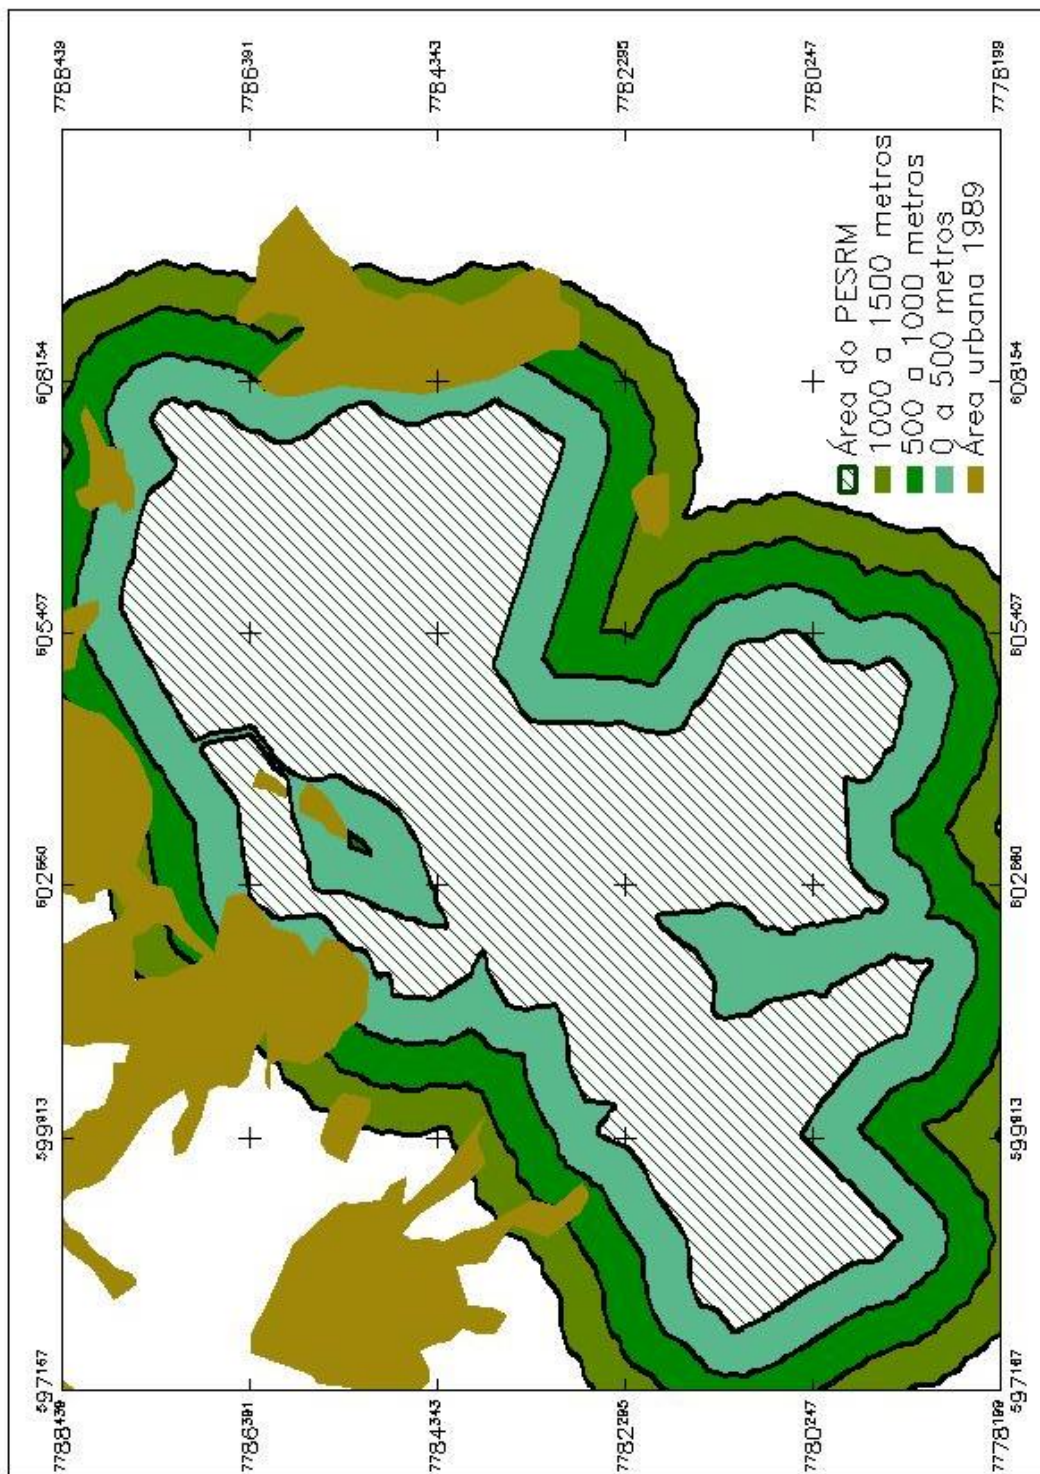 597167 599913 602660 605407 608154
7788439 7788439
7786391 7786391
7784343 7784343
7782295 7782295
7780247 7780247
Área do PESRM
1000 a 1500 metros
500 a 1000 metros
0 a 500 metros
Área urbana 1989
7778199 7778199
597167 599913 602660 605407 608154